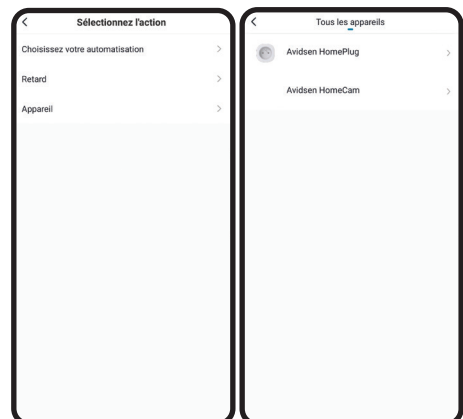 Sélectionnez l'action
Choisissez votre automatisation
Retard
Appareil
Tous les appareils
Avidsen HomePlug
Avidsen HomeCam